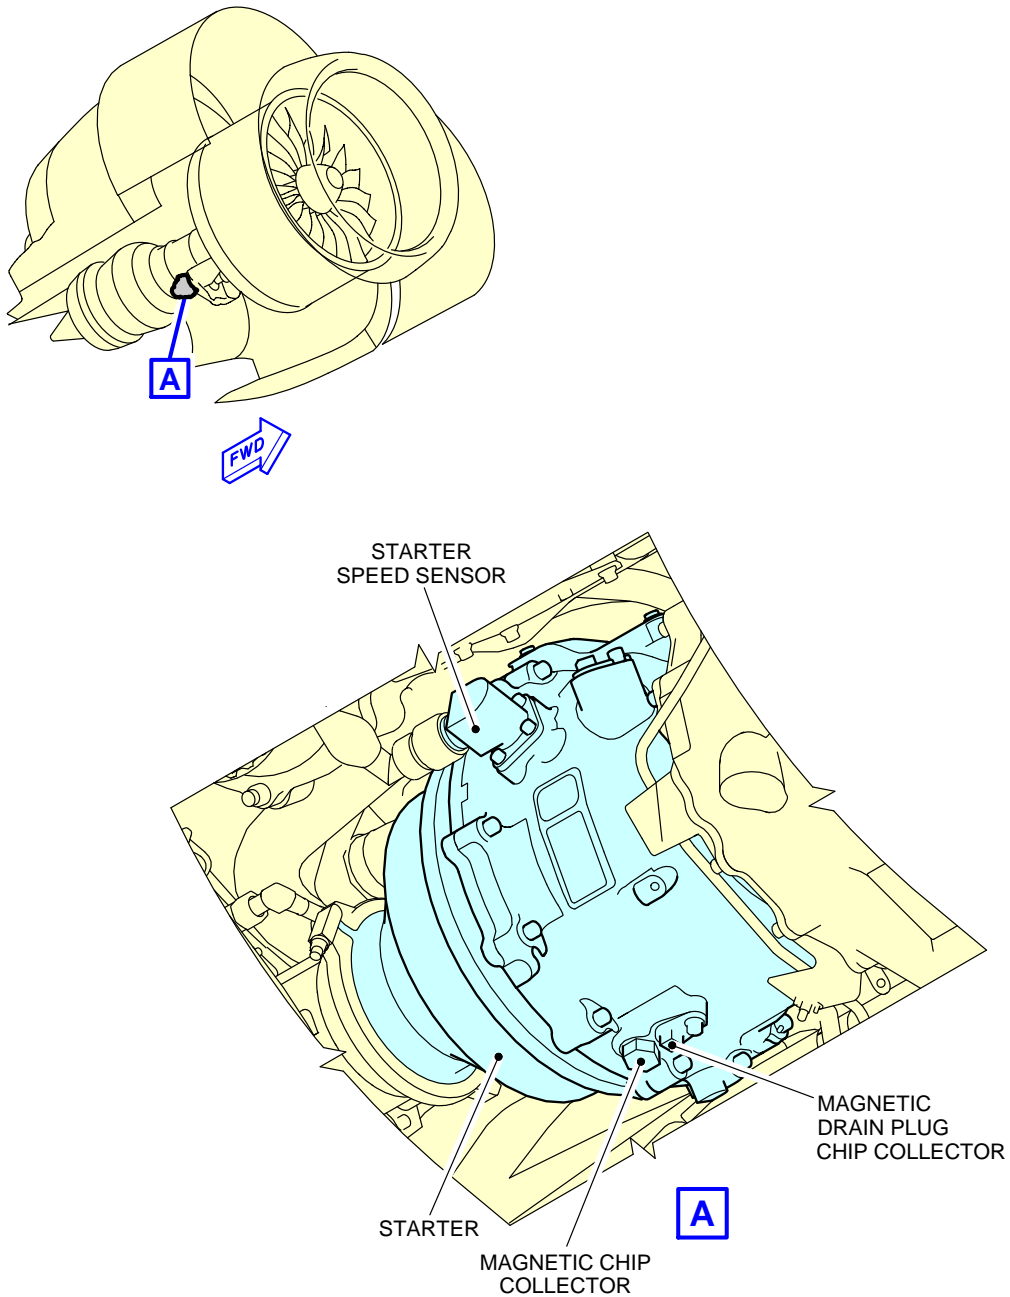 A
FWD
STARTER
SPEED SENSOR
MAGNETIC
DRAIN PLUG
CHIP COLLECTOR
A
STARTER
MAGNETIC CHIP
COLLECTOR